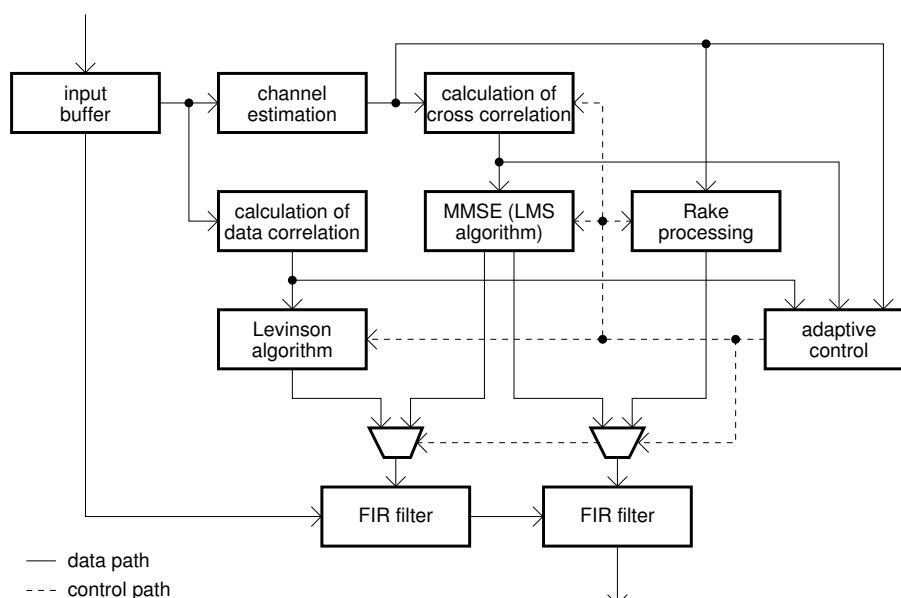 input
buffer
channel
estimation
calculation of
cross correlation
calculation of
data correlation
MMSE (LMS
algorithm)
Rake
processing
Levinson
algorithm
adaptive
control
FIR filter
FIR filter
data path
control path